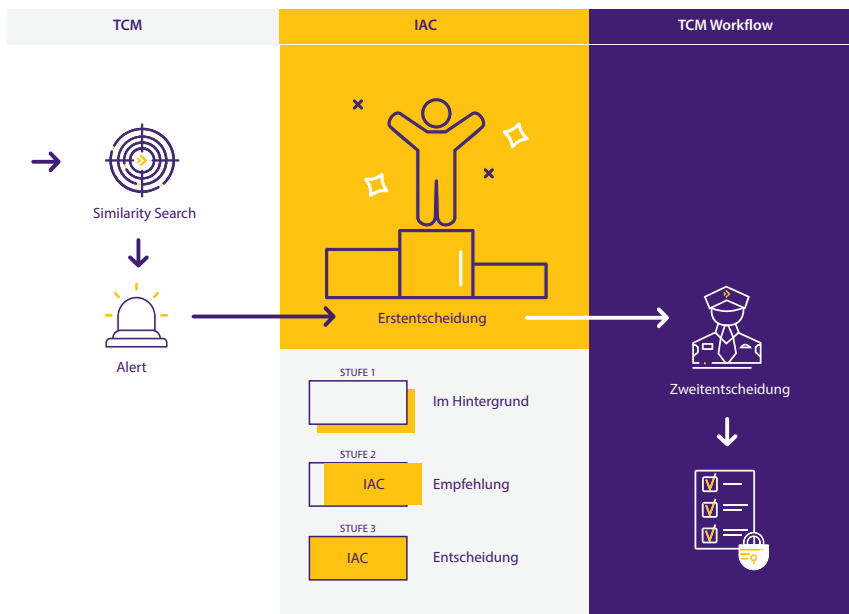 TCM
IAC
TCM Workflow
Similarity Search
Alert
Erstentscheidung
STUFE 1
Im Hintergrund
STUFE 2
IAC
Empfehlung
STUFE 3
IAC
Entscheidung
Zweitentscheidung